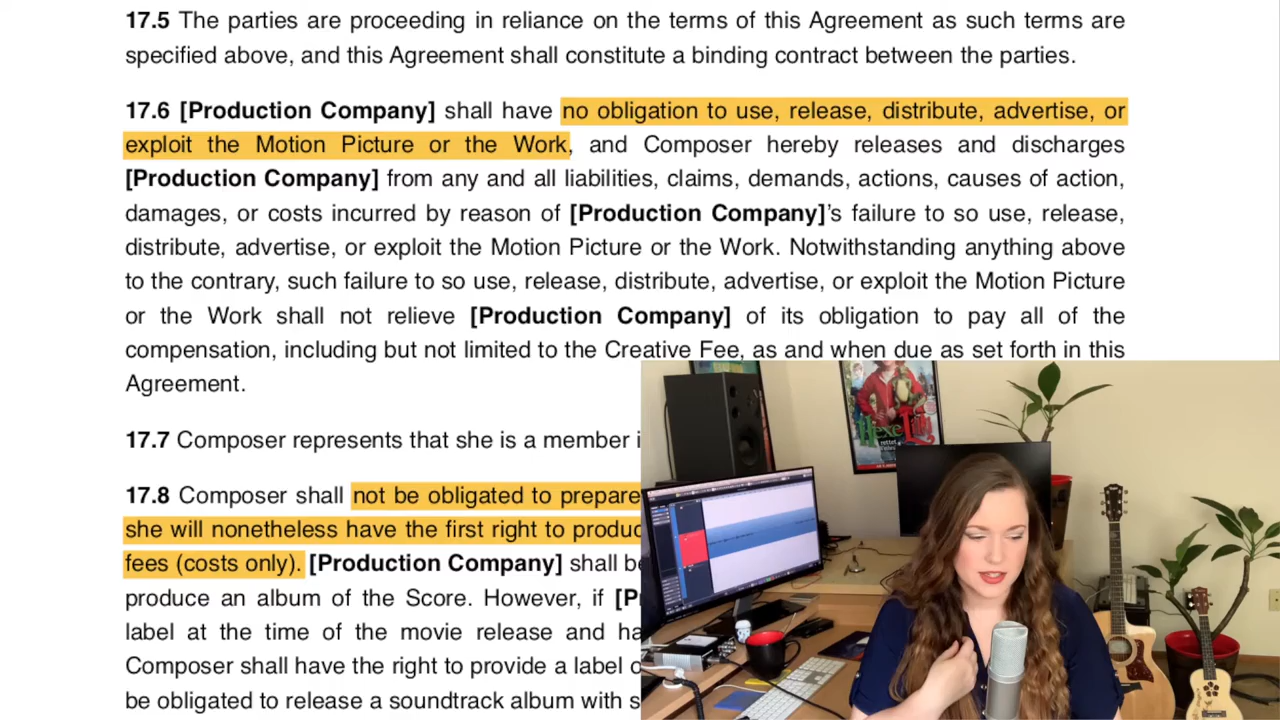 17.5 The parties are proceeding in reliance on the terms of this Agreement as such terms are
specified above, and this Agreement shall constitute a binding contract between the parties.
17.6 [Production Company] shall have no obligation to use, release, distribute, advertise, or
exploit the Motion Picture or the Work, and Composer hereby releases and discharges
[Production Company] from any and all liabilities, claims, demands, actions, causes of action,
damages, or costs incurred by reason of [Production Company]’s failure to so use, release,
distribute, advertise, or exploit the Motion Picture or the Work. Notwithstanding anything above
to the contrary, such failure to so use, release, distribute, advertise, or exploit the Motion Picture
or the Work shall not relieve [Production Company] of its obligation to pay all of the
compensation, including but not limited to the Creative Fee, as and when due as set forth in this
Agreement.
17.7 Composer represents that she is a member
17.8 Composer shall not be obligated to prepare
she will nonetheless have the first right to produc
fees (costs only). [Production Company] shall
produce an album of the Score. However, if
label at the time of the movie release and
Composer shall have the right to provide a label
be obligated to release a soundtrack album with
Hexe Lilli
rettet